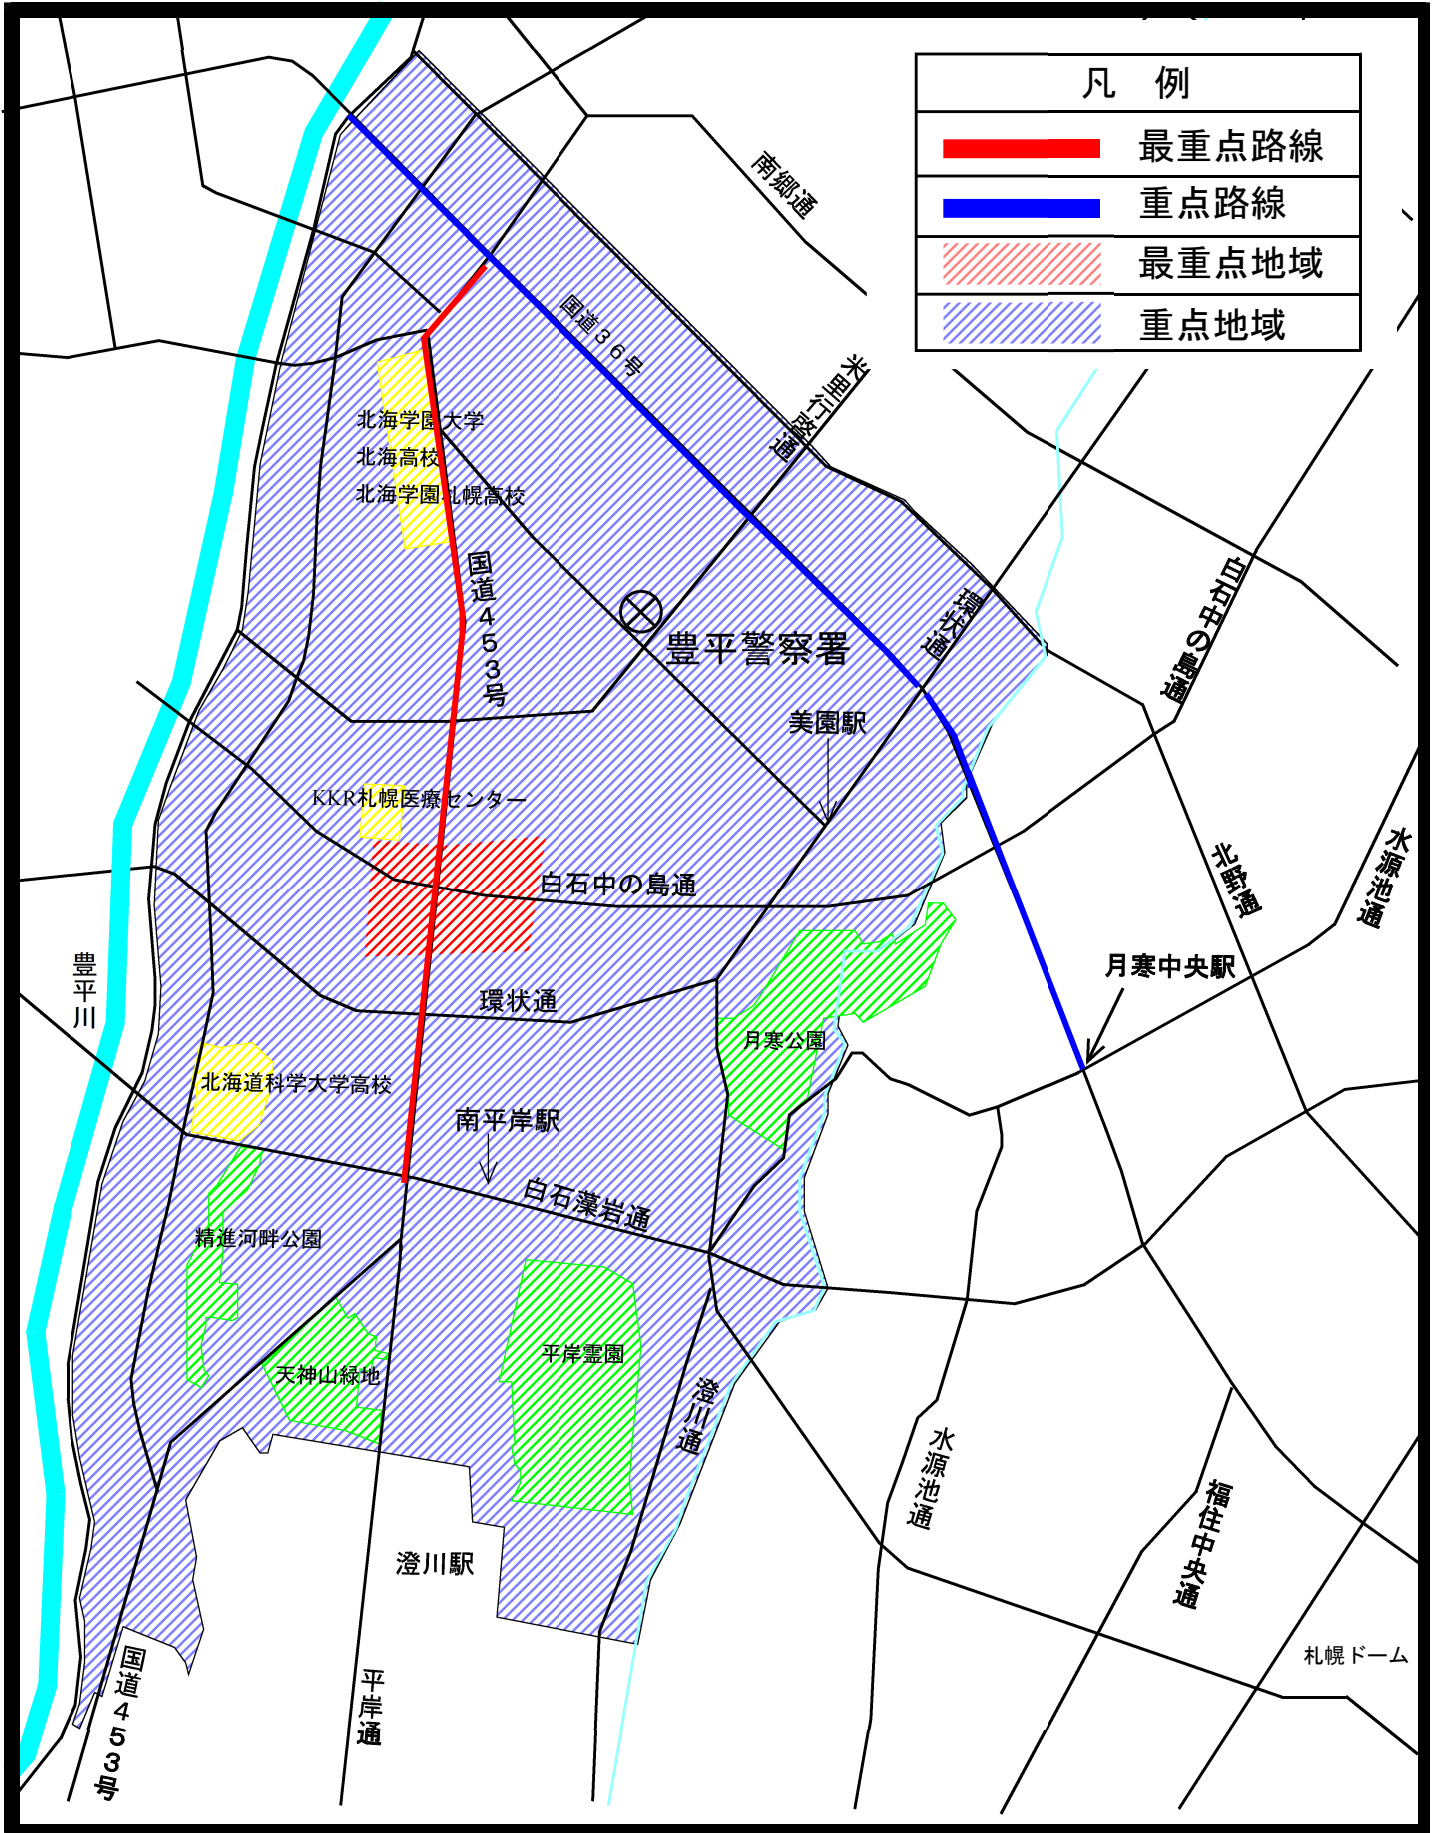 凡　例
最重点路線
重点路線
最重点地域
重点地域
南郷通
国道３６号
米里行啓通
北海学園大学
北海高校
北海学園札幌高校
国道４５３号
豊平警察署
環状通
白石中の島通
美園駅
KKR札幌医療センター
白石中の島通
北野通
水源池通
豊平川
月寒中央駅
環状通
月寒公園
北海道科学大学高校
南平岸駅
白石藻岩通
精進河畔公園
平岸霊園
天神山緑地
澄川通
水源池通
福住中央通
澄川駅
札幌ドーム
国道４５３号
平岸通